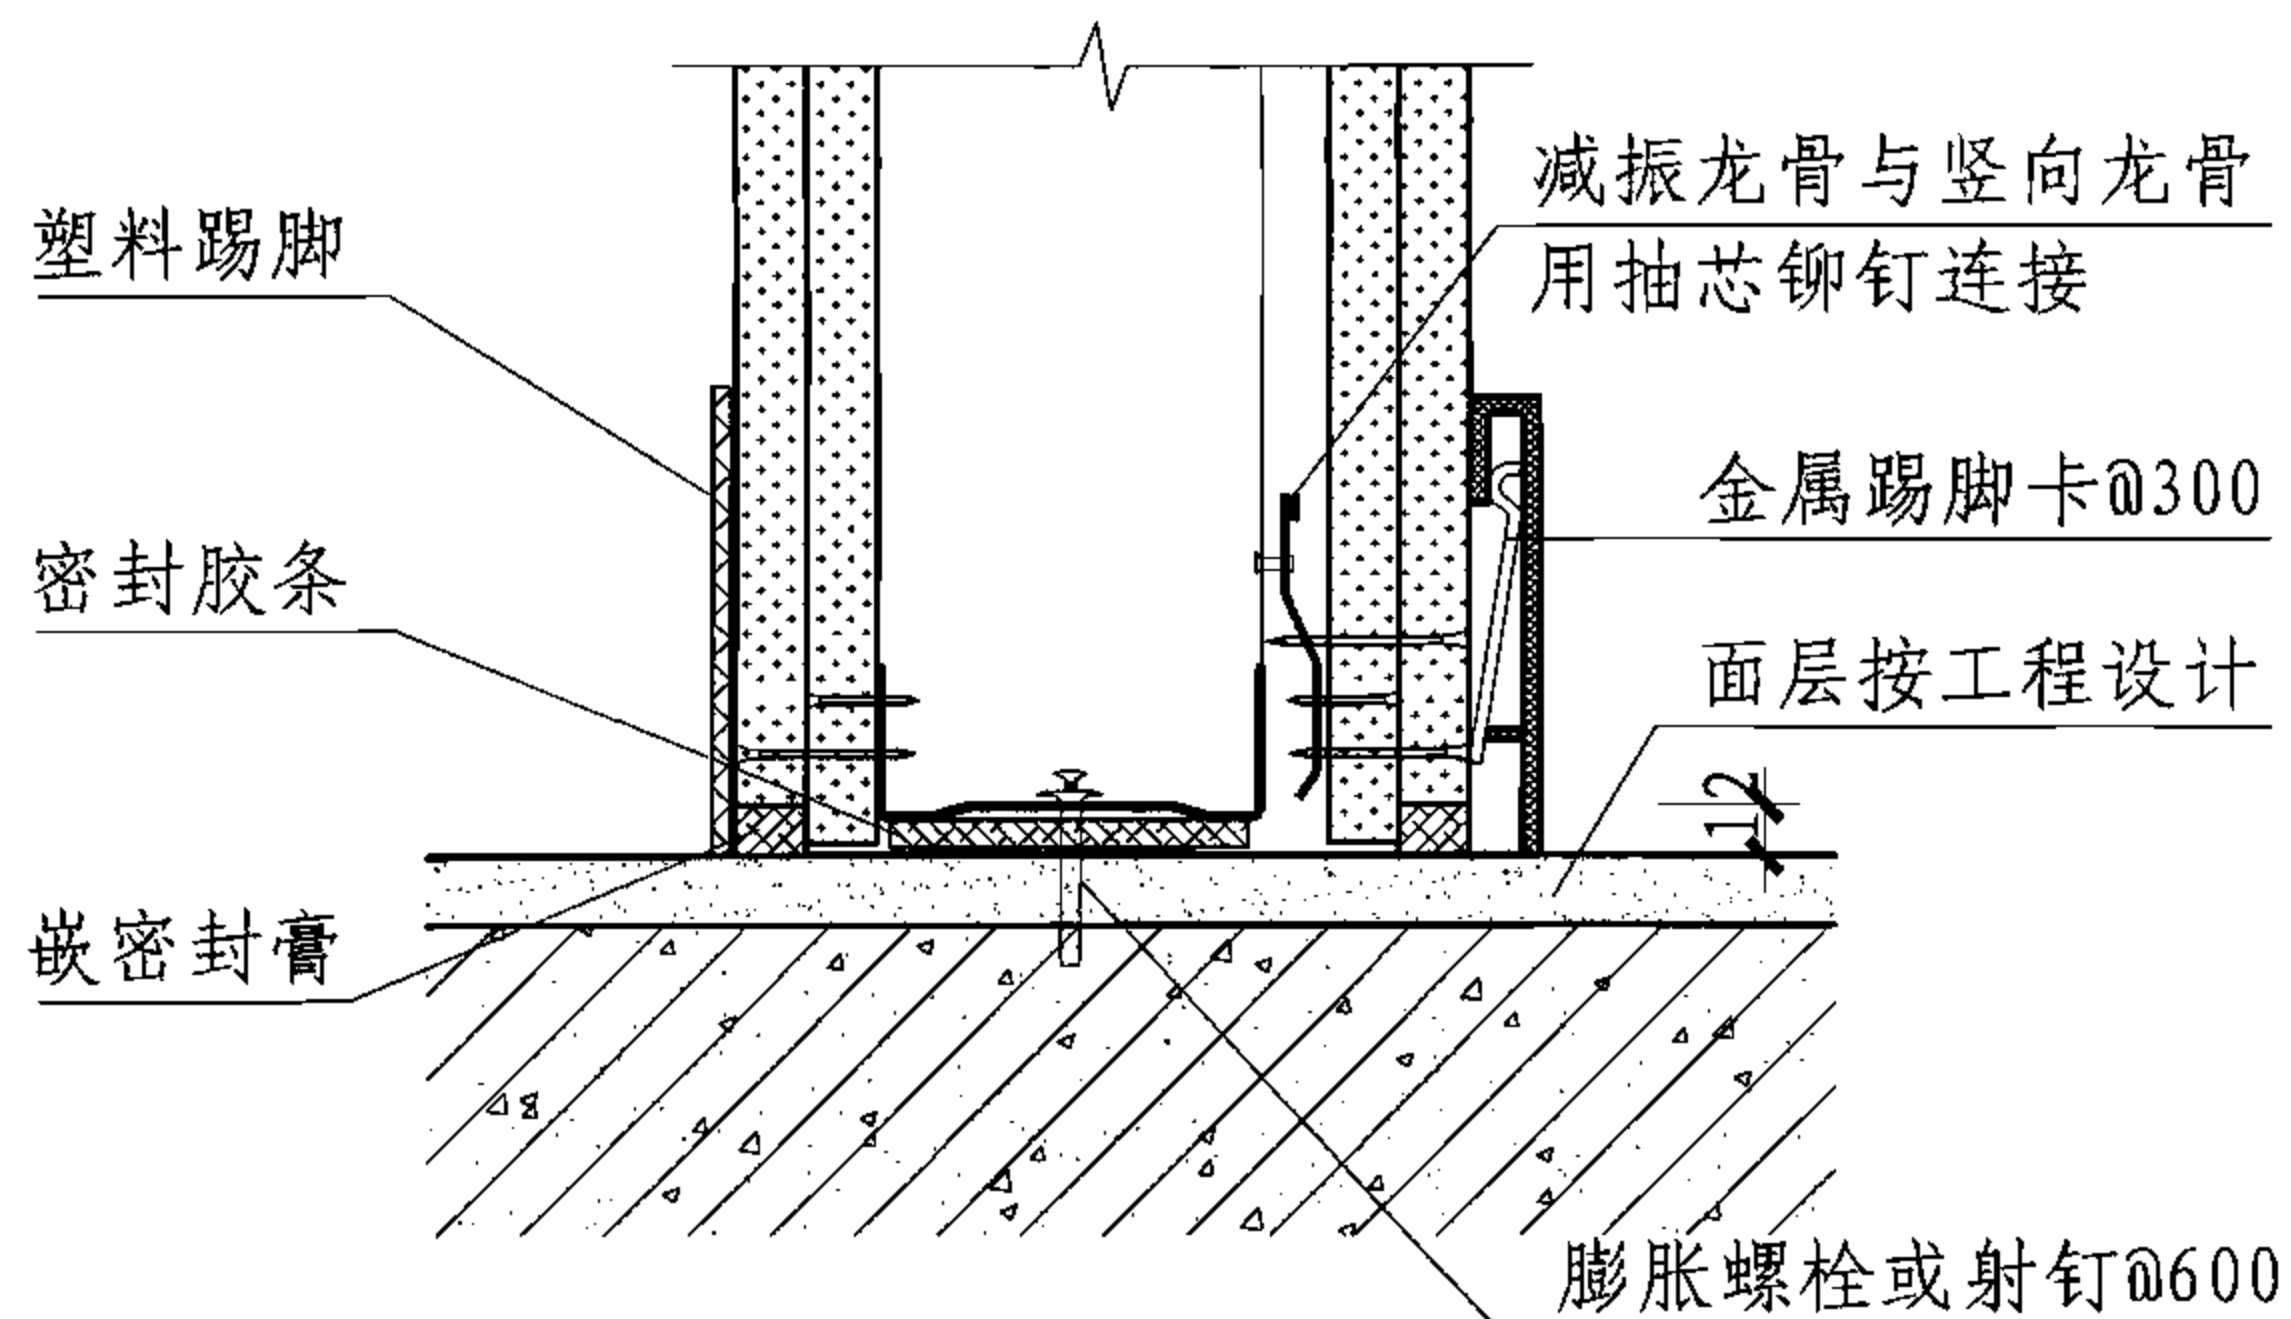 塑料踢脚
密封胶条
嵌密封膏
减振龙骨与竖向龙骨
用抽芯铆钉连接
金属踢脚卡@300
面层按工程设计
12
膨胀螺栓或射钉@600